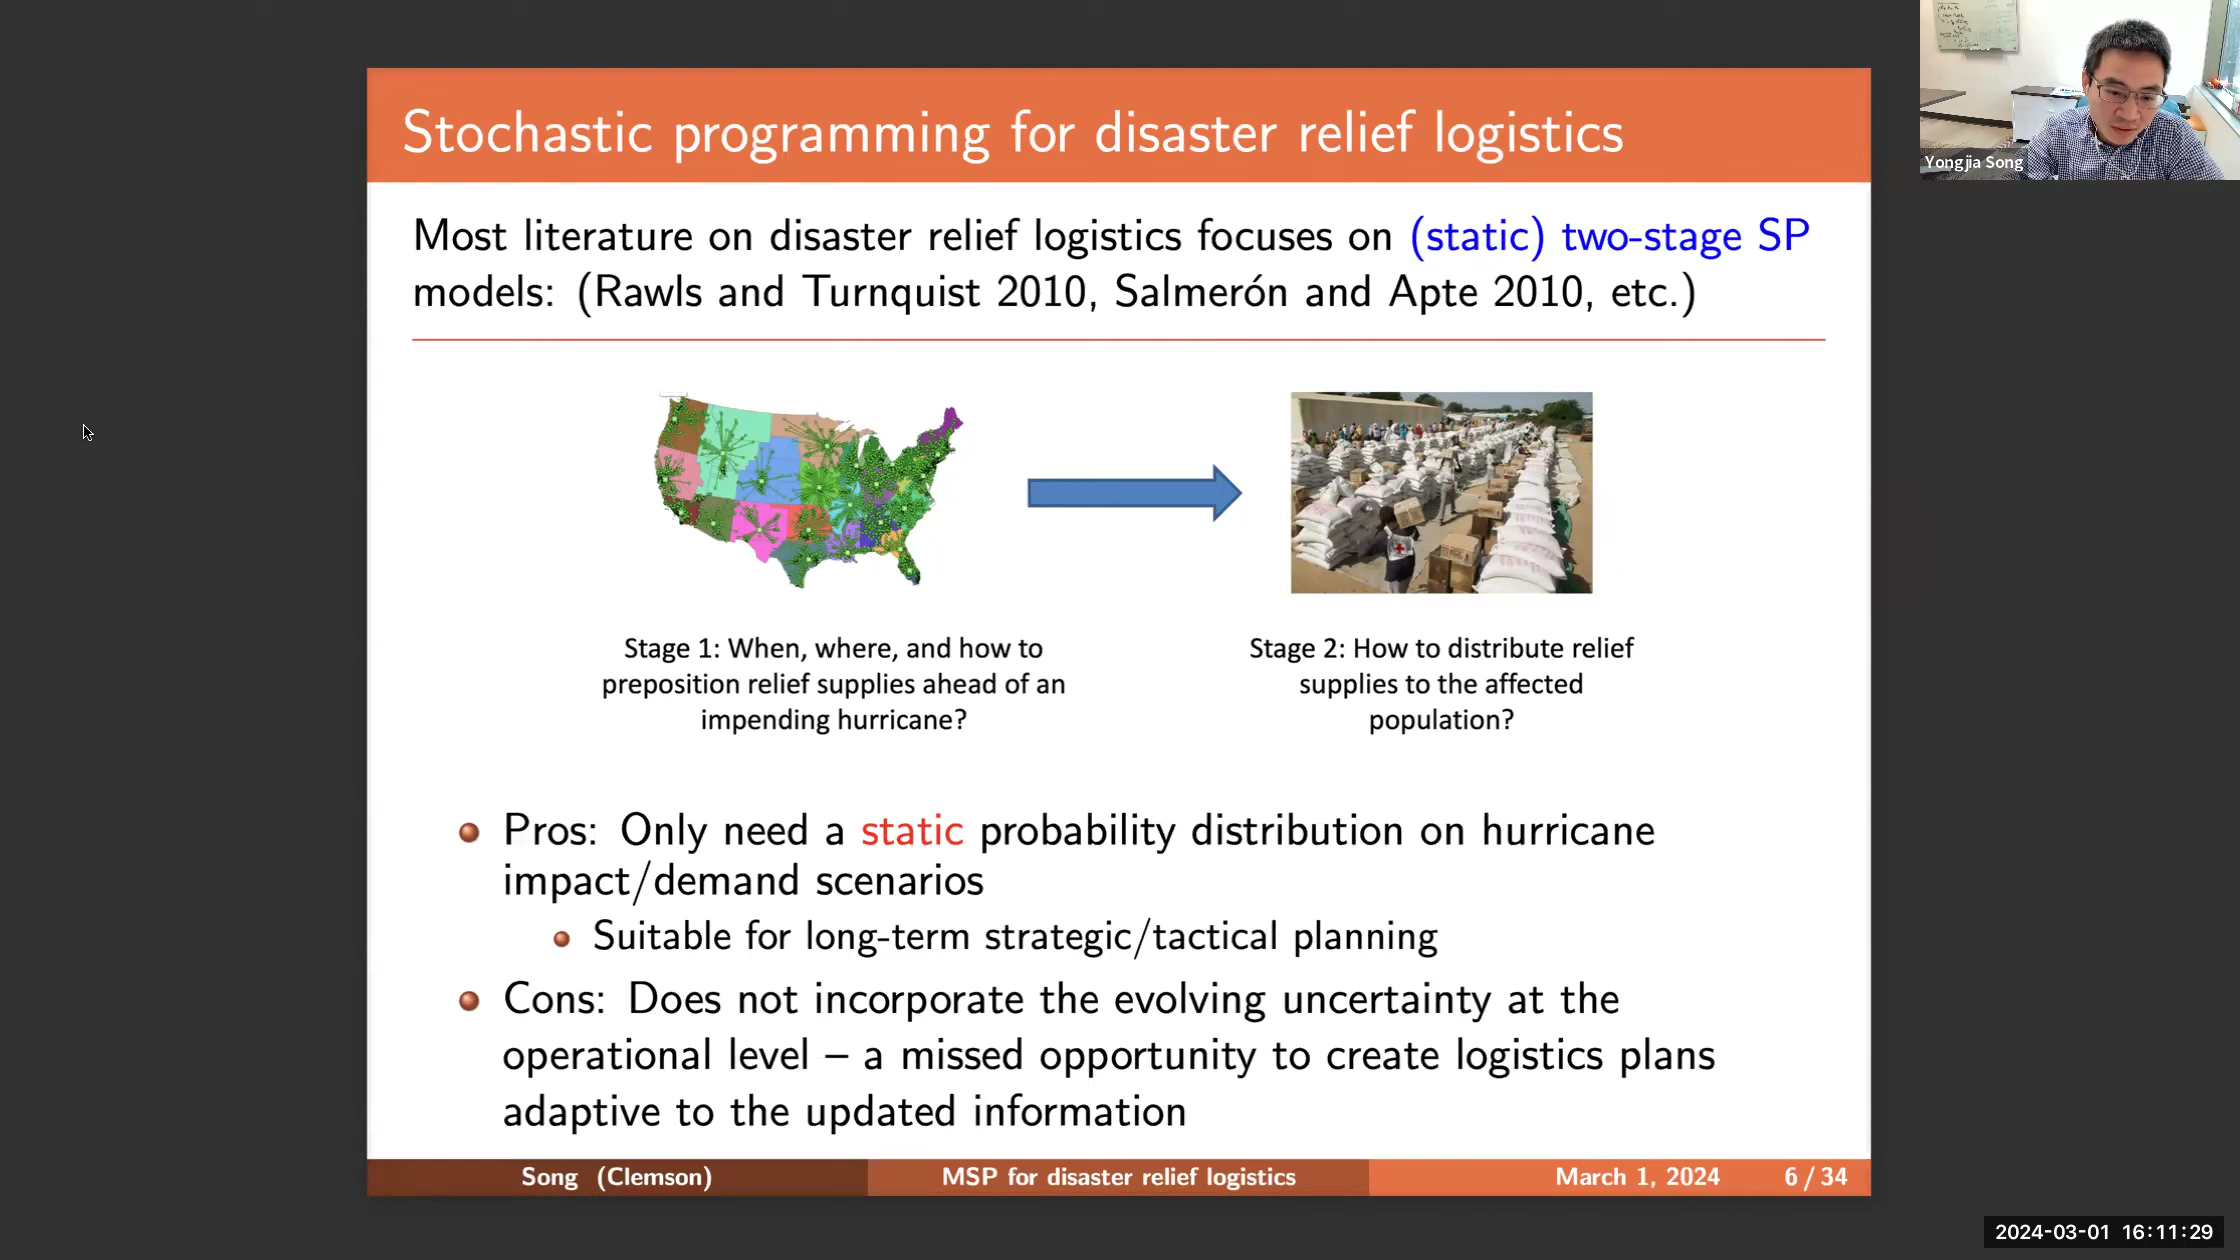 Stochastic programming for disaster relief logistics
Yongjia Song
Most literature on disaster relief logistics focuses on (static) two-stage SP
models: (Rawls and Turnquist 2010, Salmerón and Apte 2010, etc.)
Stage 1: When, where, and how to
preposition relief supplies ahead of an
impending hurricane?
Stage 2: How to distribute relief
supplies to the affected
population?
Pros: Only need a static probability distribution on hurricane
impact/demand scenarios
Suitable for long-term strategic/tactical planning
Cons: Does not incorporate the evolving uncertainty at the
operational level – a missed opportunity to create logistics plans
adaptive to the updated information
Song (Clemson) MSP for disaster relief logistics March 1, 2024 6 / 34
2024-03-01 16:11:29